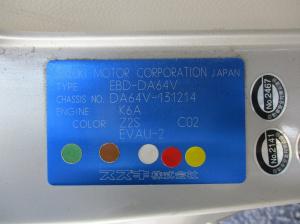 SUZUKI MOTOR CORPORATION JAPAN
TYPE EBD-DA64V
CHASSIS NO. DA64V-131214
ENGINE K6A
COLOR Z2S C02
EVAU-2
スズキ株式会社
No.2467
No.2141